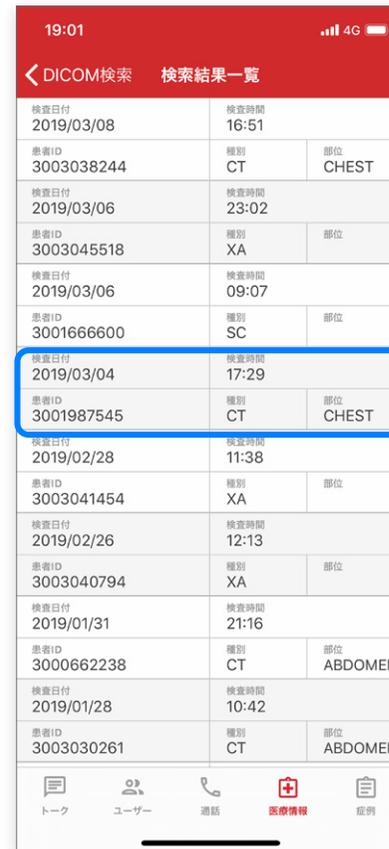 19:01 4G
DICOM検索 検索結果一覧
検査日付 検査時間
2019/03/08 16:51
患者ID 種別 部位
3003038244 CT CHEST
検査日付 検査時間
2019/03/06 23:02
患者ID 種別 部位
3003045518 XA
検査日付 検査時間
2019/03/06 09:07
患者ID 種別 部位
3001666600 SC
検査日付 検査時間
2019/03/04 17:29
患者ID 種別 部位
3001987545 CT CHEST
検査日付 検査時間
2019/02/28 11:38
患者ID 種別 部位
3003041454 XA
検査日付 検査時間
2019/02/26 12:13
患者ID 種別 部位
3003040794 XA
検査日付 検査時間
2019/01/31 21:16
患者ID 種別 部位
3000662238 CT ABDOME
検査日付 検査時間
2019/01/28 10:42
患者ID 種別 部位
3003030261 CT ABDOME
トーク ユーザー 通話 医療情報 症例